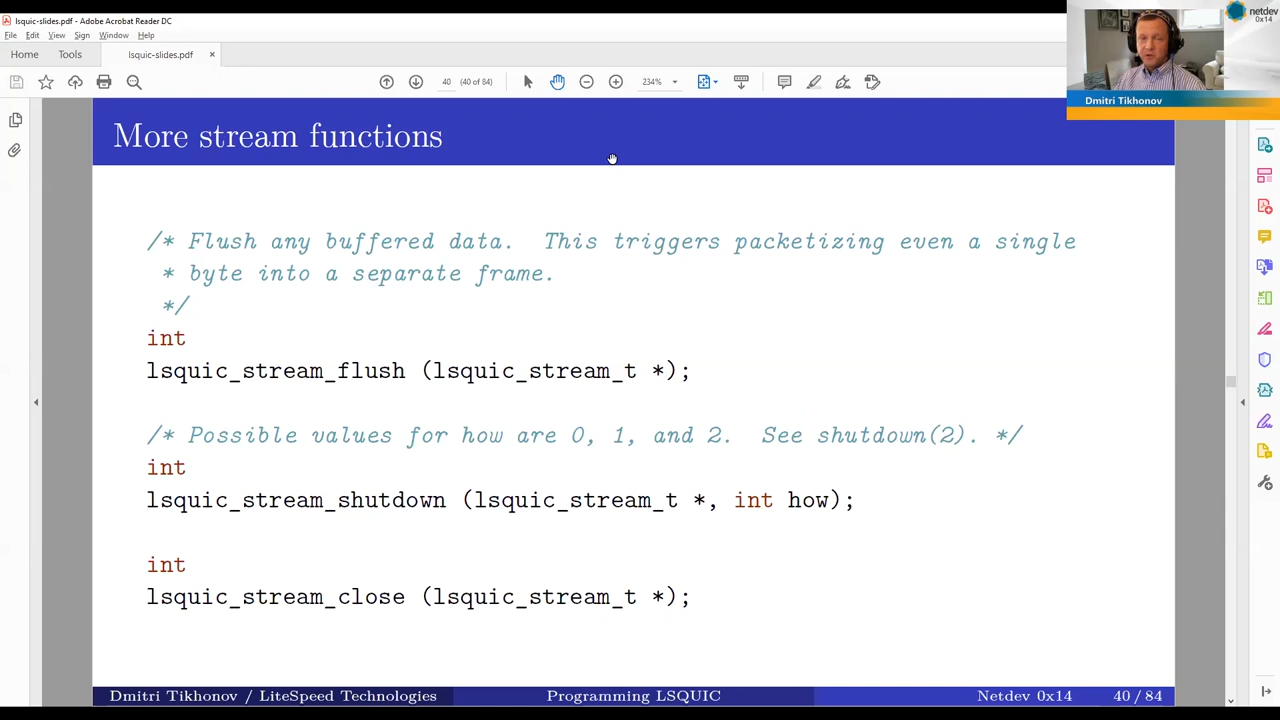 lsquic-slides.pdf - Adobe Acrobat Reader DC
File Edit View Sign Window Help
Home Tools lsquic-slides.pdf ×
40 (40 of 84) 234%
netdev
0x14
Dmitri Tikhonov
More stream functions
/* Flush any buffered data. This triggers packetizing even a single
* byte into a separate frame.
*/
int
lsquic_stream_flush (lsquic_stream_t *);
/* Possible values for how are 0, 1, and 2. See shutdown(2). */
int
lsquic_stream_shutdown (lsquic_stream_t *, int how);
int
lsquic_stream_close (lsquic_stream_t *);
Dmitri Tikhonov / LiteSpeed Technologies Programming LSQUIC Netdev 0x14 40 / 84